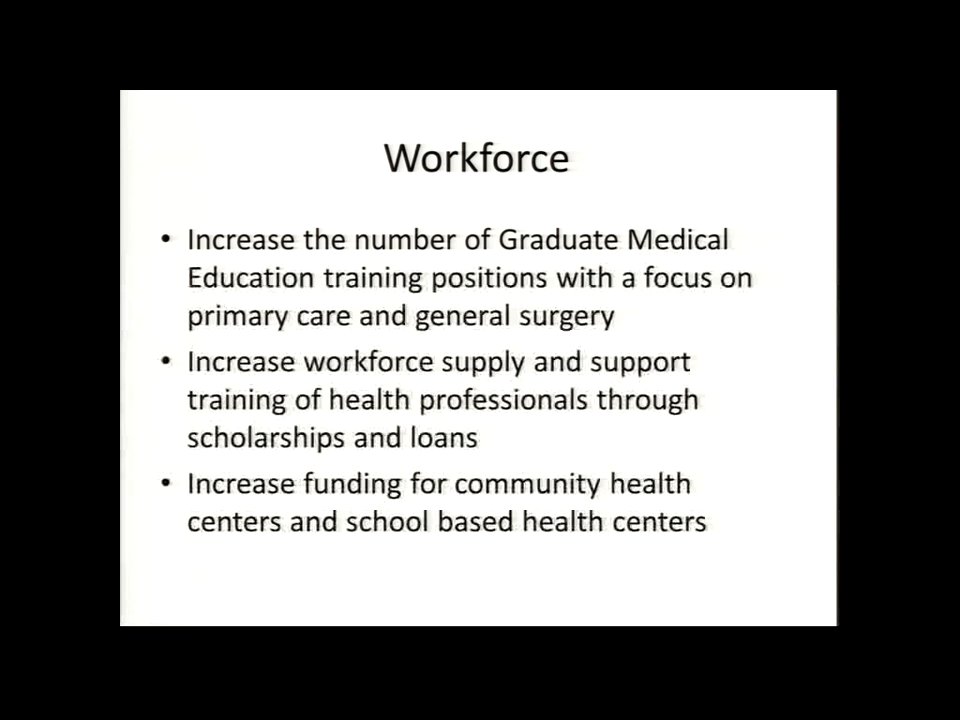 Workforce
• Increase the number of Graduate Medical
Education training positions with a focus on
primary care and general surgery
• Increase workforce supply and support
training of health professionals through
scholarships and loans
• Increase funding for community health
centers and school based health centers